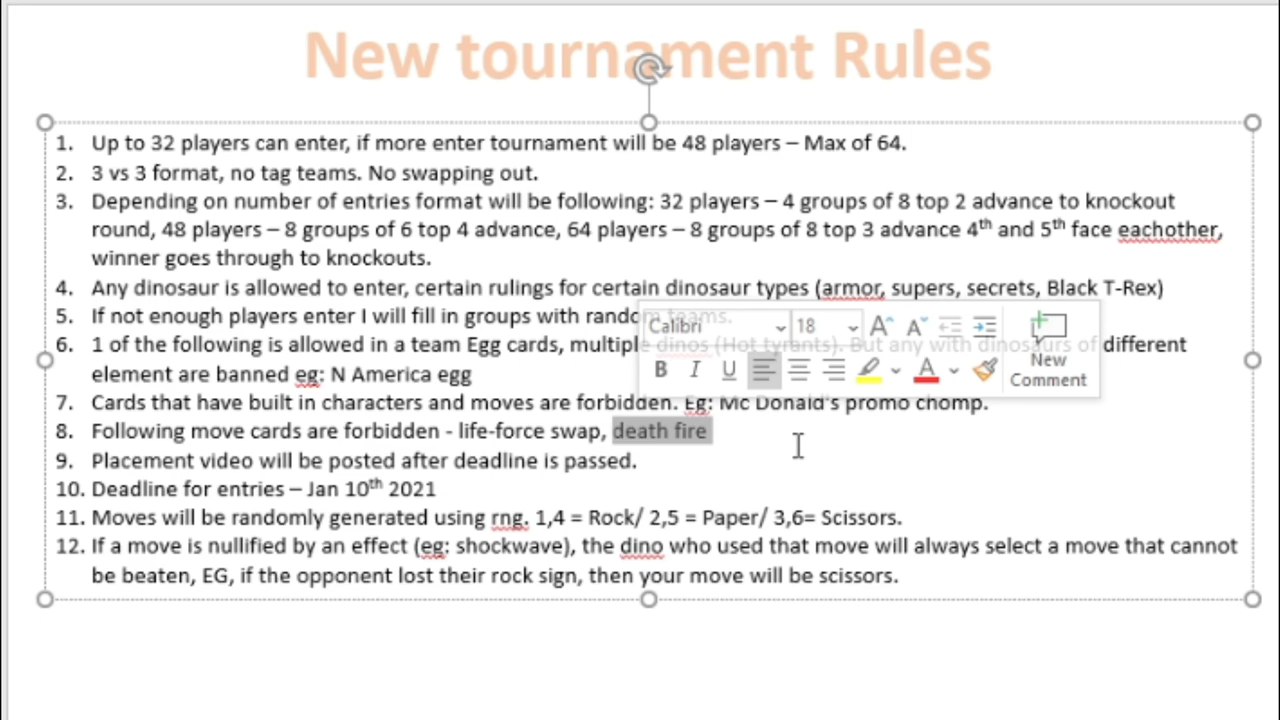 New tournament Rules
1. Up to 32 players can enter, if more enter tournament will be 48 players – Max of 64.
2. 3 vs 3 format, no tag teams. No swapping out.
3. Depending on number of entries format will be following: 32 players – 4 groups of 8 top 2 advance to knockout
round, 48 players – 8 groups of 6 top 4 advance, 64 players – 8 groups of 8 top 3 advance 4th and 5th face eachother,
winner goes through to knockouts.
4. Any dinosaur is allowed to enter, certain rulings for certain dinosaur types (armor, supers, secrets, Black T-Rex)
5. If not enough players enter I will fill in groups with random teams.
Calibri 18
6. 1 of the following is allowed in a team Egg cards, multiple dinos (Hot tyrants). But any with dinosaurs of different
element are banned eg: N America egg
B I U A New
Comment
7. Cards that have built in characters and moves are forbidden. Eg: Mc Donald's promo chomp.
8. Following move cards are forbidden - life-force swap, death fire
9. Placement video will be posted after deadline is passed.
10. Deadline for entries – Jan 10th 2021
11. Moves will be randomly generated using rng. 1,4 = Rock/ 2,5 = Paper/ 3,6= Scissors.
12. If a move is nullified by an effect (eg: shockwave), the dino who used that move will always select a move that cannot
be beaten, EG, if the opponent lost their rock sign, then your move will be scissors.